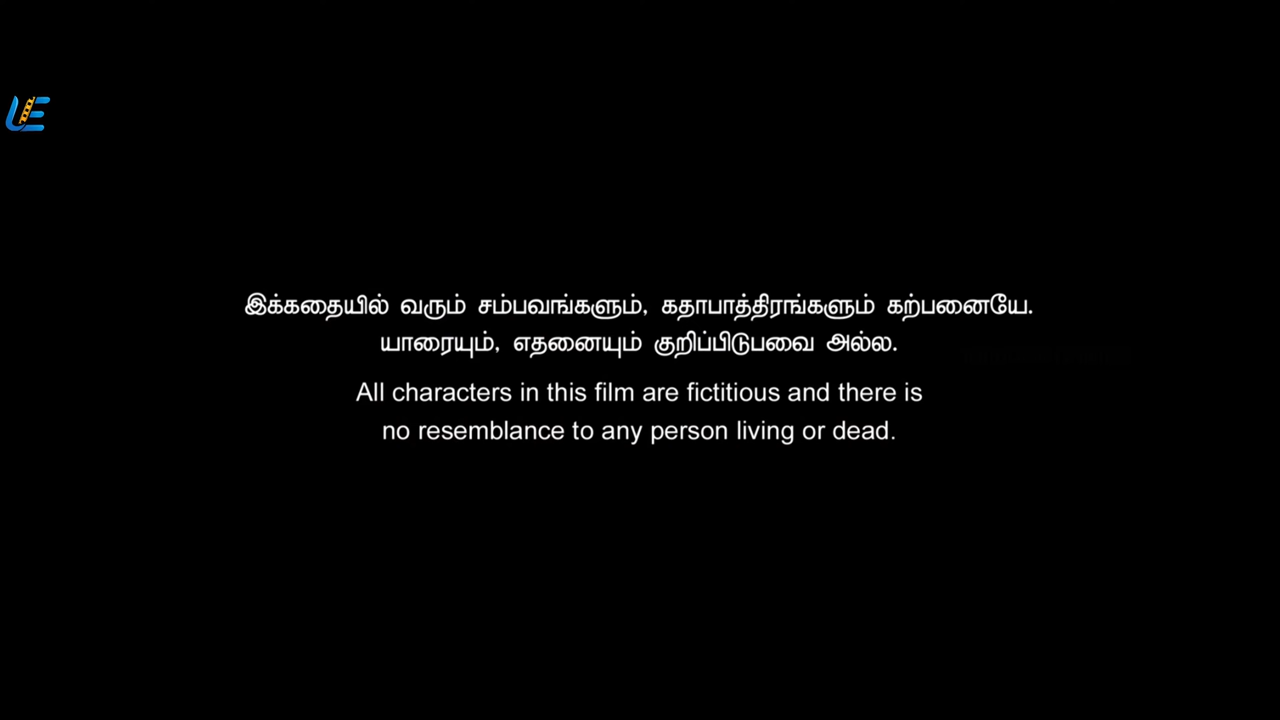 UE
இக்கதையில் வரும் சம்பவங்களும், கதாபாத்திரங்களும் கற்பனையே.
யாரையும், எதனையும் குறிப்பிடுபவை அல்ல.
All characters in this film are fictitious and there is
no resemblance to any person living or dead.